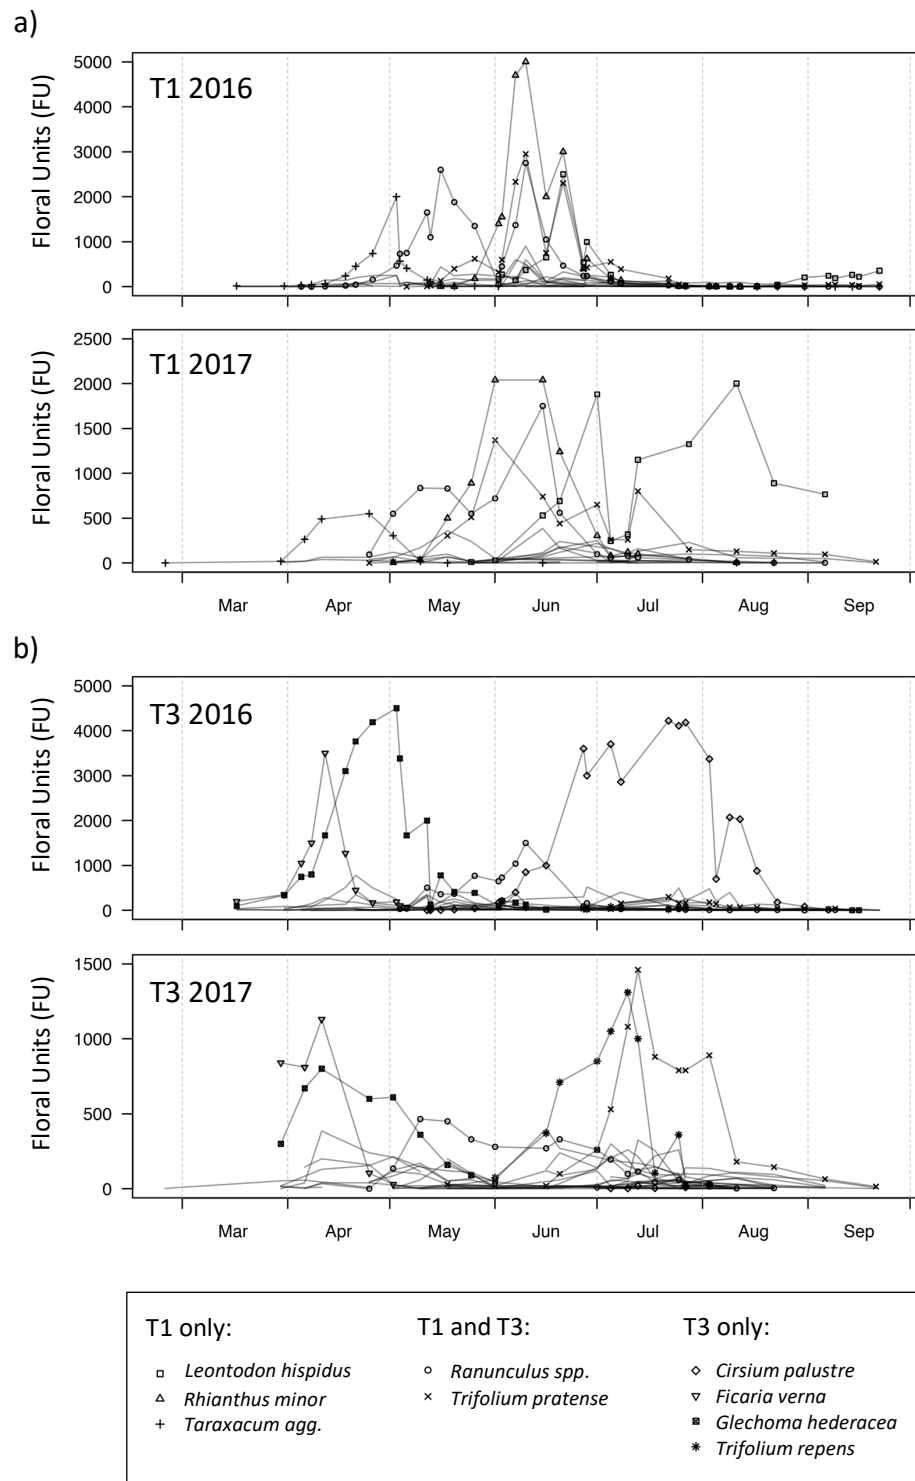 a)
T1 2016
Floral Units (FU)
5000
4000
3000
2000
1000
0
T1 2017
Floral Units (FU)
2500
2000
1500
1000
500
0
Mar Apr May Jun Jul Aug Sep
b)
T3 2016
Floral Units (FU)
5000
4000
3000
2000
1000
0
T3 2017
Floral Units (FU)
1500
1000
500
0
Mar Apr May Jun Jul Aug Sep
T1 only:
Leontodon hispidus
Rhianthus minor
Taraxacum agg.
T1 and T3:
Ranunculus spp.
Trifolium pratense
T3 only:
Cirsium palustre
Ficaria verna
Glechoma hederacea
Trifolium repens